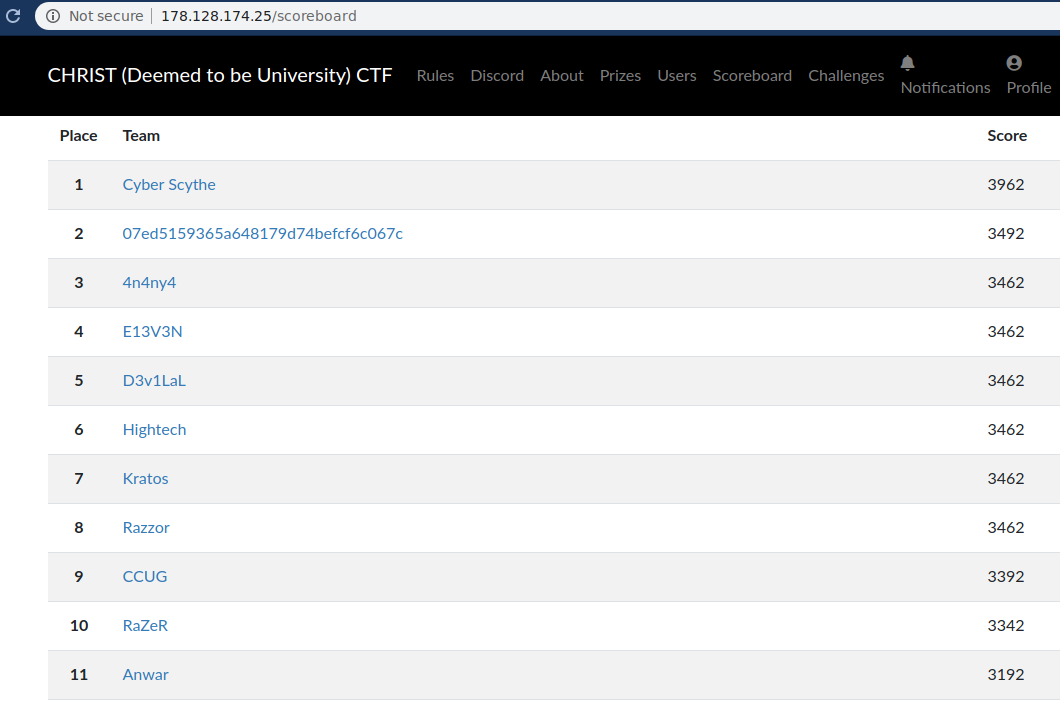 Not secure 178.128.174.25/scoreboard
CHRIST (Deemed to be University) CTF Rules Discord About Prizes Users Scoreboard Challenges Notifications Profile
Place Team Score
1 Cyber Scythe 3962
2 07ed5159365a648179d74befcf6c067c 3492
3 4n4ny4 3462
4 E13V3N 3462
5 D3v1LaL 3462
6 Hightech 3462
7 Kratos 3462
8 Razzor 3462
9 CCUG 3392
10 RaZeR 3342
11 Anwar 3192